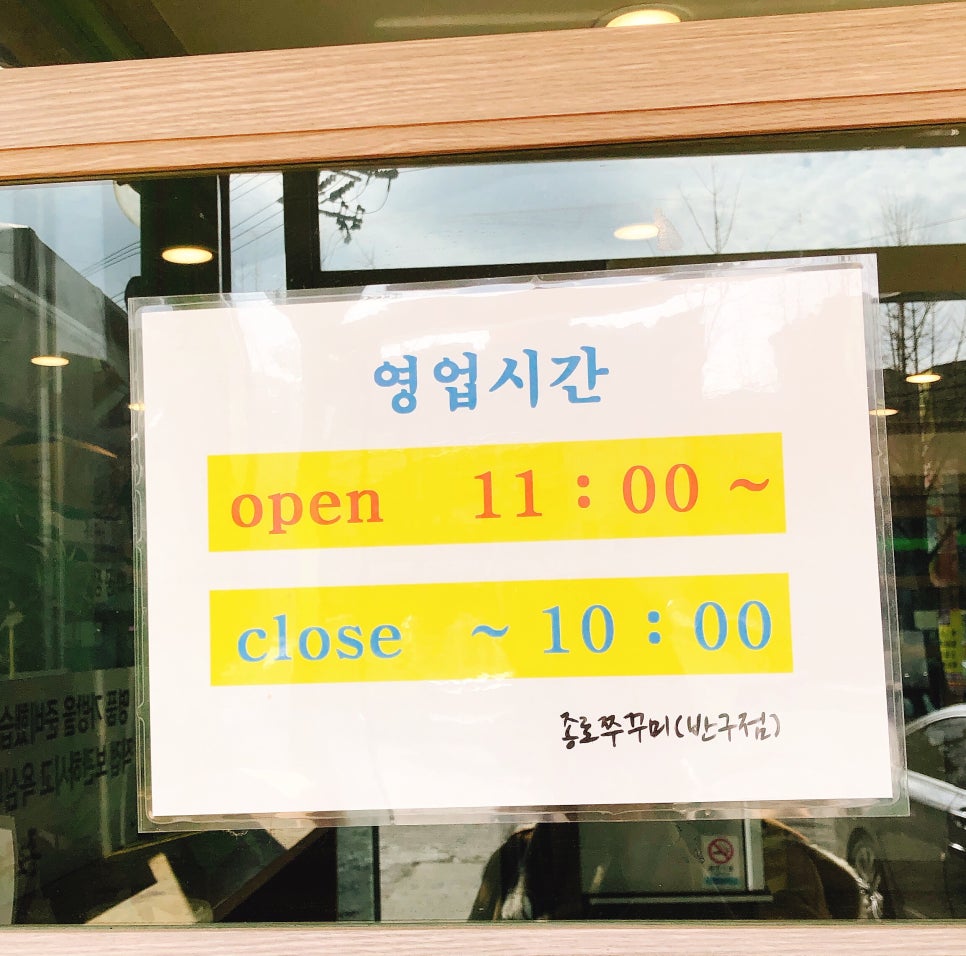 영업시간
open 11 : 00 ~
close ~ 10 : 00
종로쭈꾸미(반구점)